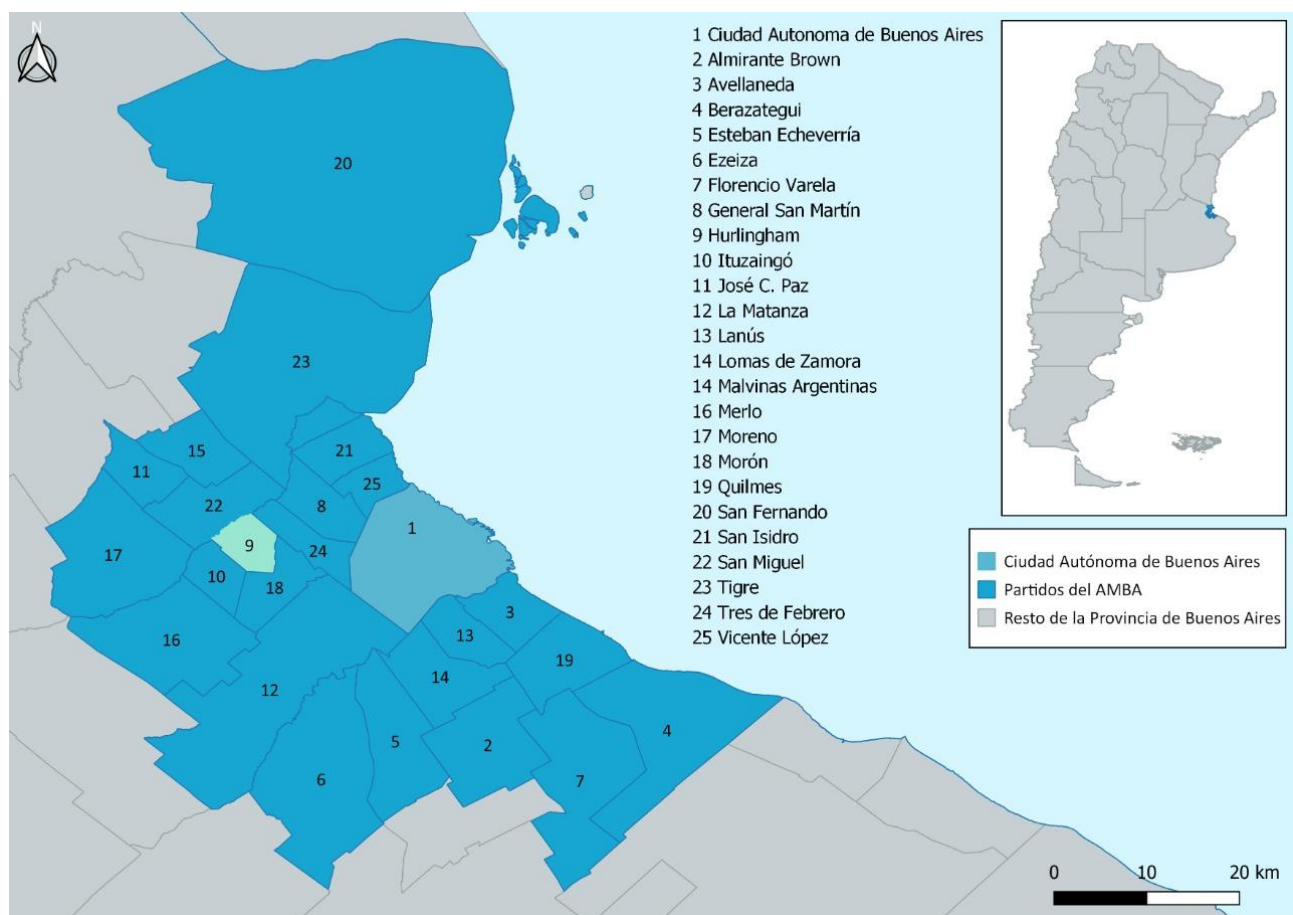 N
1 Ciudad Autonoma de Buenos Aires
2 Almirante Brown
3 Avellaneda
4 Berazategui
5 Esteban Echeverría
6 Ezeiza
7 Florencio Varela
8 General San Martín
9 Hurlingham
10 Ituzaingó
11 José C. Paz
12 La Matanza
13 Lanús
14 Lomas de Zamora
14 Malvinas Argentinas
16 Merlo
17 Moreno
18 Morón
19 Quilmes
20 San Fernando
21 San Isidro
22 San Miguel
23 Tigre
24 Tres de Febrero
25 Vicente López
20
23
21
15
11
25
22
8
1
9
24
17
10
18
3
16
13
19
14
12
4
5
2
6
7
Ciudad Autónoma de Buenos Aires
Partidos del AMBA
Resto de la Provincia de Buenos Aires
0 10 20 km